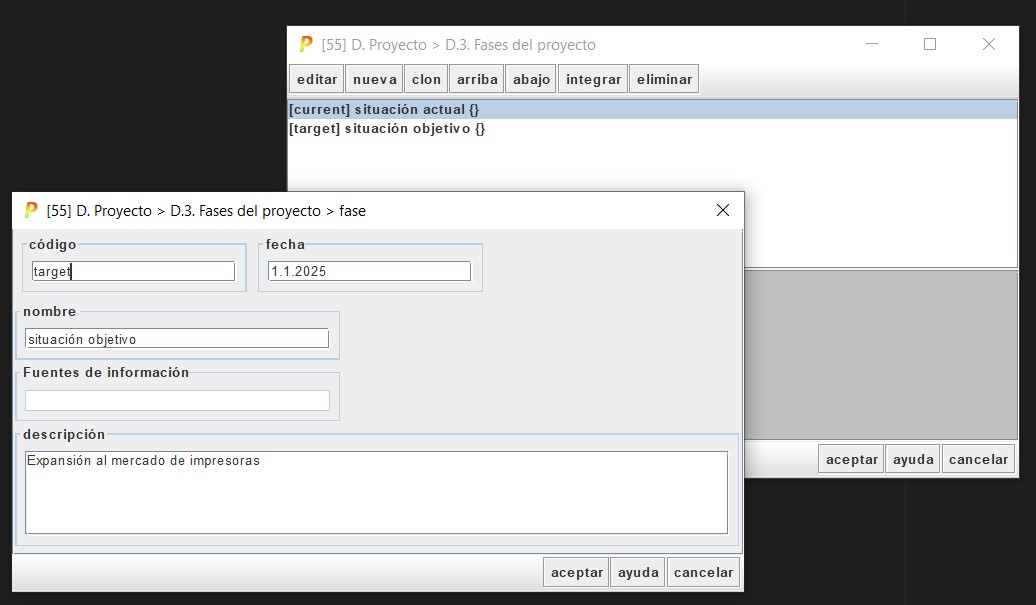 P [55] D. Proyecto > D.3. Fases del proyecto
editar nueva clon arriba abajo integrar eliminar
[current] situación actual {}
[target] situación objetivo {}
aceptar ayuda cancelar
P [55] D. Proyecto > D.3. Fases del proyecto > fase
código fecha
target 1.1.2025
nombre
situación objetivo
Fuentes de información
descripción
Expansión al mercado de impresoras
aceptar ayuda cancelar